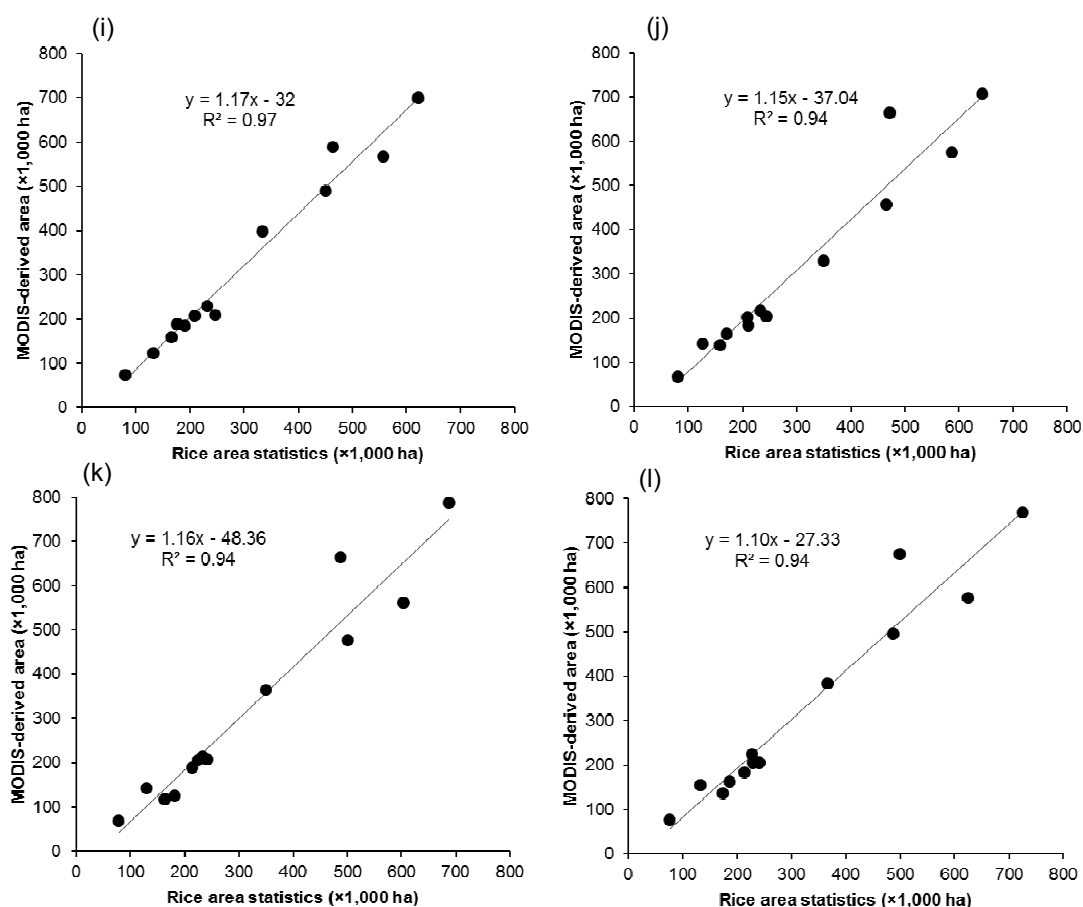 (i)
800
700
600
500
400
300
200
100
0
MODIS-derived area (×1,000 ha)
y = 1.17x - 32
R² = 0.97
0 100 200 300 400 500 600 700 800
Rice area statistics (×1,000 ha)
(j)
800
700
600
500
400
300
200
100
0
MODIS-derived area (×1,000 ha)
y = 1.15x - 37.04
R² = 0.94
0 100 200 300 400 500 600 700 800
Rice area statistics (×1,000 ha)
(k)
800
700
600
500
400
300
200
100
0
MODIS-derived area (×1,000 ha)
y = 1.16x - 48.36
R² = 0.94
0 100 200 300 400 500 600 700 800
Rice area statistics (×1,000 ha)
(l)
800
700
600
500
400
300
200
100
0
MODIS-derived area (×1,000 ha)
y = 1.10x - 27.33
R² = 0.94
0 100 200 300 400 500 600 700 800
Rice area statistics (×1,000 ha)